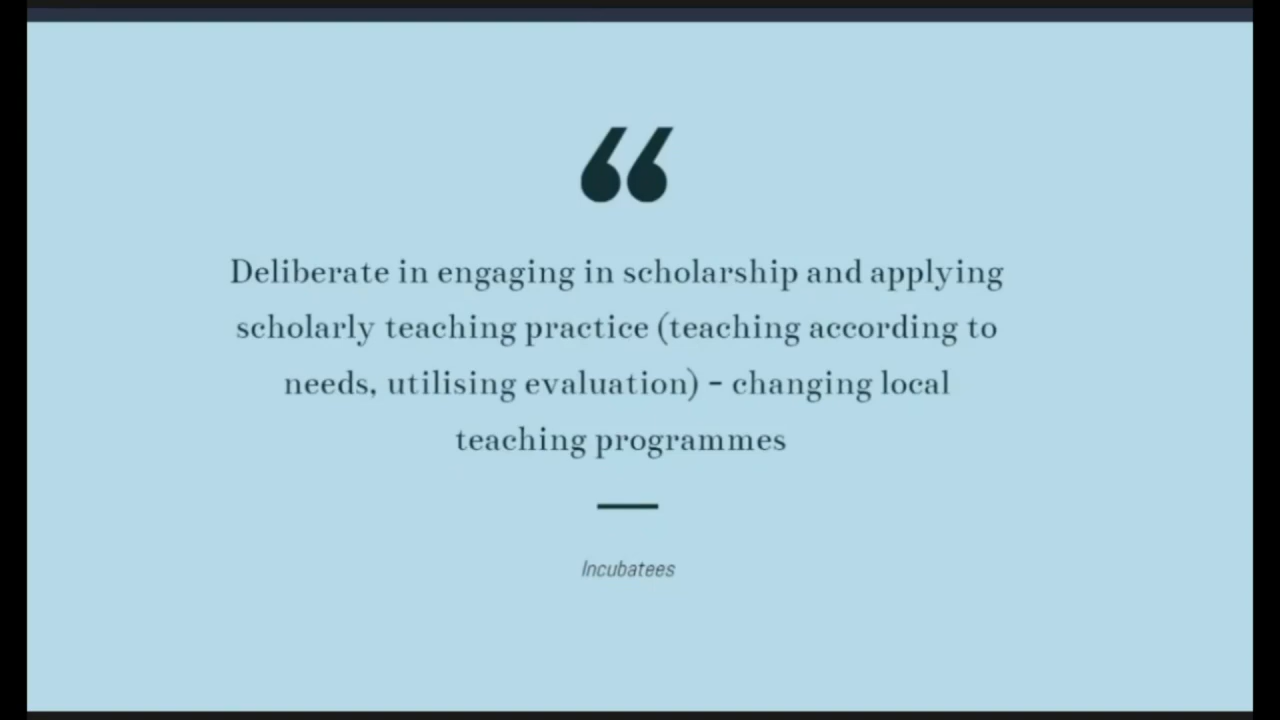 “
Deliberate in engaging in scholarship and applying
scholarly teaching practice (teaching according to
needs, utilising evaluation) - changing local
teaching programmes
Incubatees